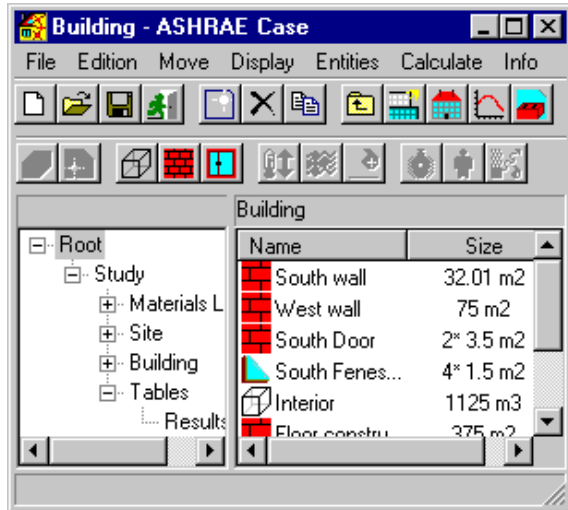 Building - ASHRAE Case
File Edition Move Display Entities Calculate Info
Building
Root
Study
Materials L
Site
Building
Tables
Results
Name Size
South wall 32.01 m2
West wall 75 m2
South Door 2* 3.5 m2
South Fenes... 4* 1.5 m2
Interior 1125 m3
Floor constru 375 m2